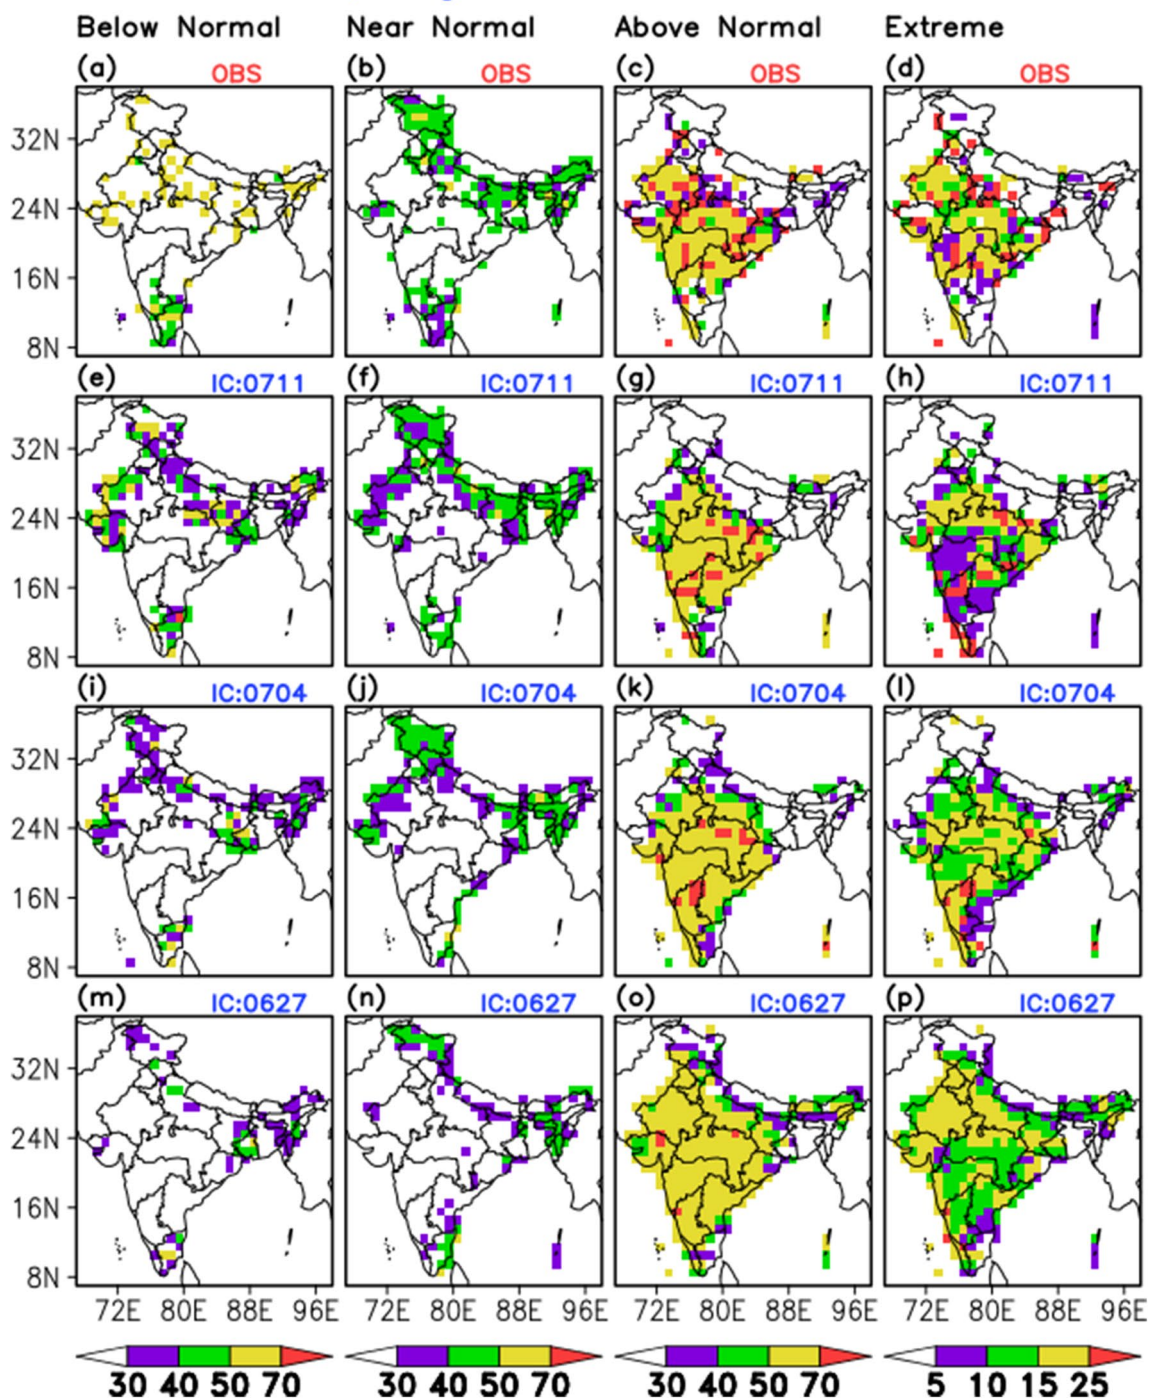 Below Normal Near Normal Above Normal Extreme
(a) OBS (b) OBS (c) OBS (d) OBS
32N
24N
16N
8N
(e) IC:0711 (f) IC:0711 (g) IC:0711 (h) IC:0711
32N
24N
16N
8N
(i) IC:0704 (j) IC:0704 (k) IC:0704 (l) IC:0704
32N
24N
16N
8N
(m) IC:0627 (n) IC:0627 (o) IC:0627 (p) IC:0627
32N
24N
16N
8N
72E 80E 88E 96E 72E 80E 88E 96E 72E 80E 88E 96E 72E 80E 88E 96E
30 40 50 70 30 40 50 70 30 40 50 70 5 10 15 25